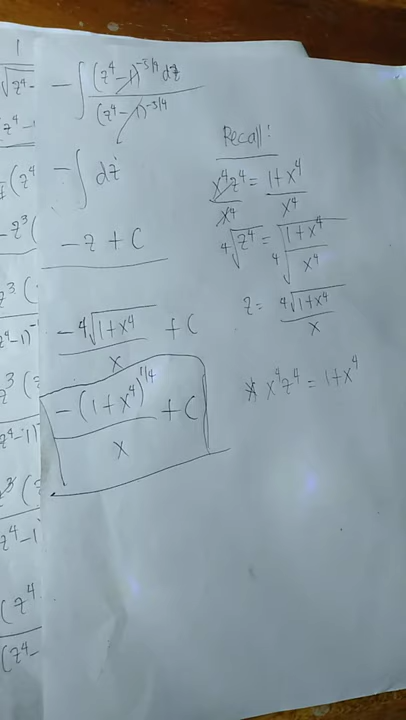 -∫ (z⁴-1)^-3/4 dz / (z⁴-1)^-3/4
-∫ dz
-z + C
-⁴√(1+x⁴) / x + C
-(1+x⁴)^1/4 / x + C
Recall:
x⁴z⁴/x⁴ = 1+x⁴/x⁴
⁴√z⁴ = ⁴√(1+x⁴/x⁴)
z = ⁴√(1+x⁴) / x
* x⁴z⁴ = 1+x⁴